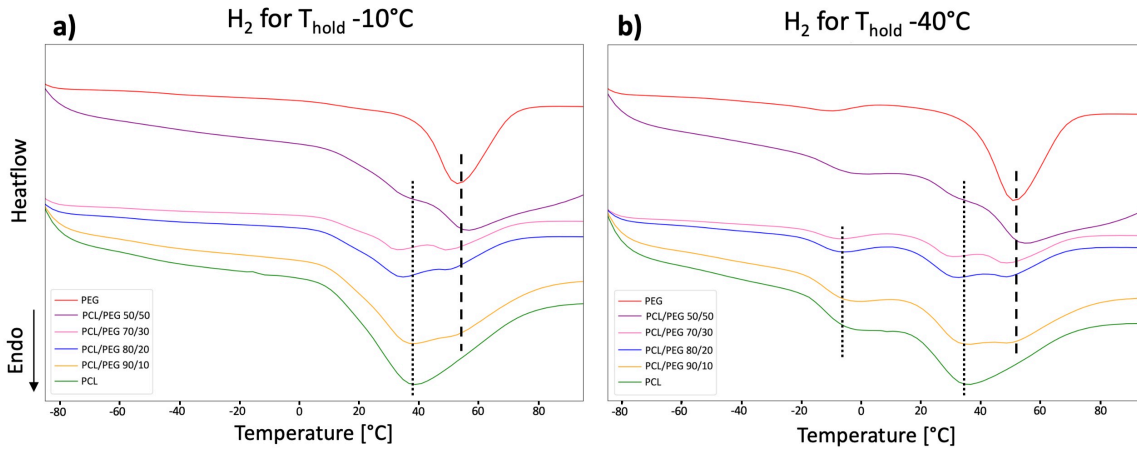 a)
H₂ for T_hold -10°C
Heatflow
Endo
PEG
PCL/PEG 50/50
PCL/PEG 70/30
PCL/PEG 80/20
PCL/PEG 90/10
PCL
-80 -60 -40 -20 0 20 40 60 80
Temperature [°C]
b)
H₂ for T_hold -40°C
PEG
PCL/PEG 50/50
PCL/PEG 70/30
PCL/PEG 80/20
PCL/PEG 90/10
PCL
-80 -60 -40 -20 0 20 40 60 80
Temperature [°C]